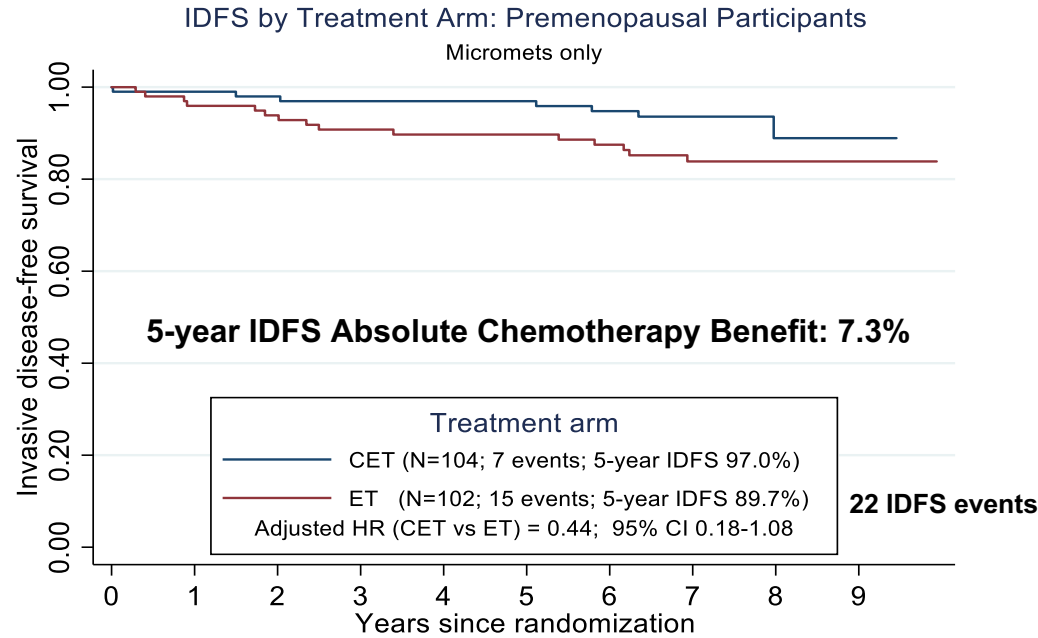 IDFS by Treatment Arm: Premenopausal Participants
Micromets only
Invasive disease-free survival
1.00
0.80
0.60
0.40
0.20
0.00
5-year IDFS Absolute Chemotherapy Benefit: 7.3%
Treatment arm
CET (N=104; 7 events; 5-year IDFS 97.0%)
ET (N=102; 15 events; 5-year IDFS 89.7%)
Adjusted HR (CET vs ET) = 0.44; 95% CI 0.18-1.08
22 IDFS events
0 1 2 3 4 5 6 7 8 9
Years since randomization